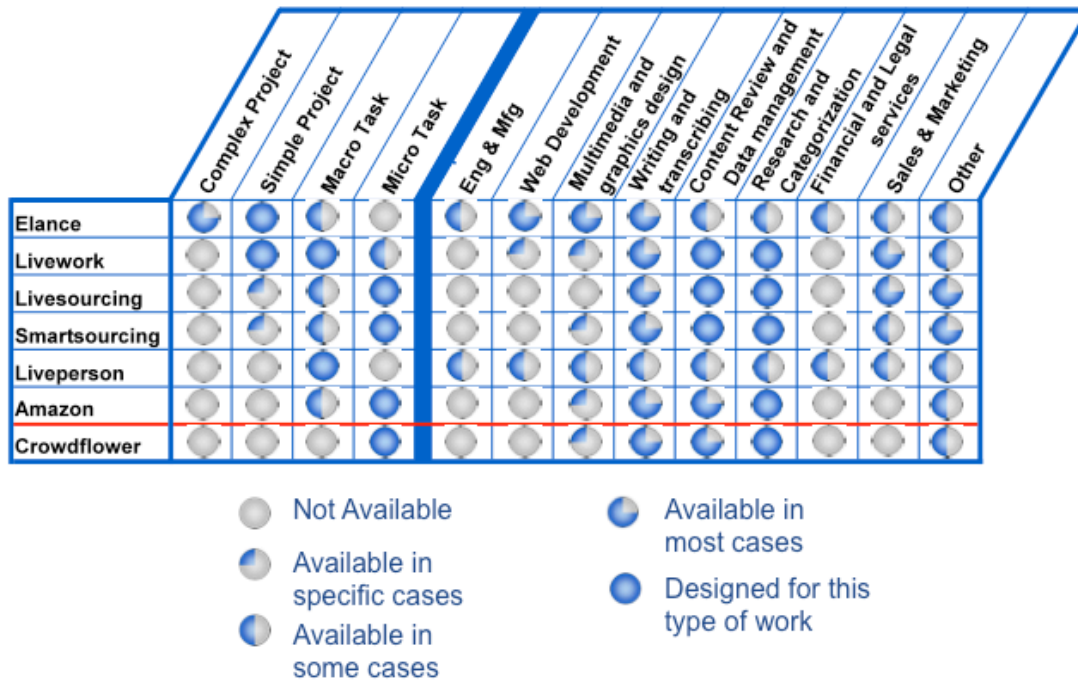 Complex Project
Simple Project
Macro Task
Micro Task
Eng & Mfg
Web Development
Multimedia and
graphics design
Writing and
transcribing
Content Review and
Data management
Research and
Categorization
Financial and Legal
services
Sales & Marketing
Other
Elance
Livework
Livesourcing
Smartsourcing
Liveperson
Amazon
Crowdflower
Not Available
Available in
specific cases
Available in
some cases
Available in
most cases
Designed for this
type of work